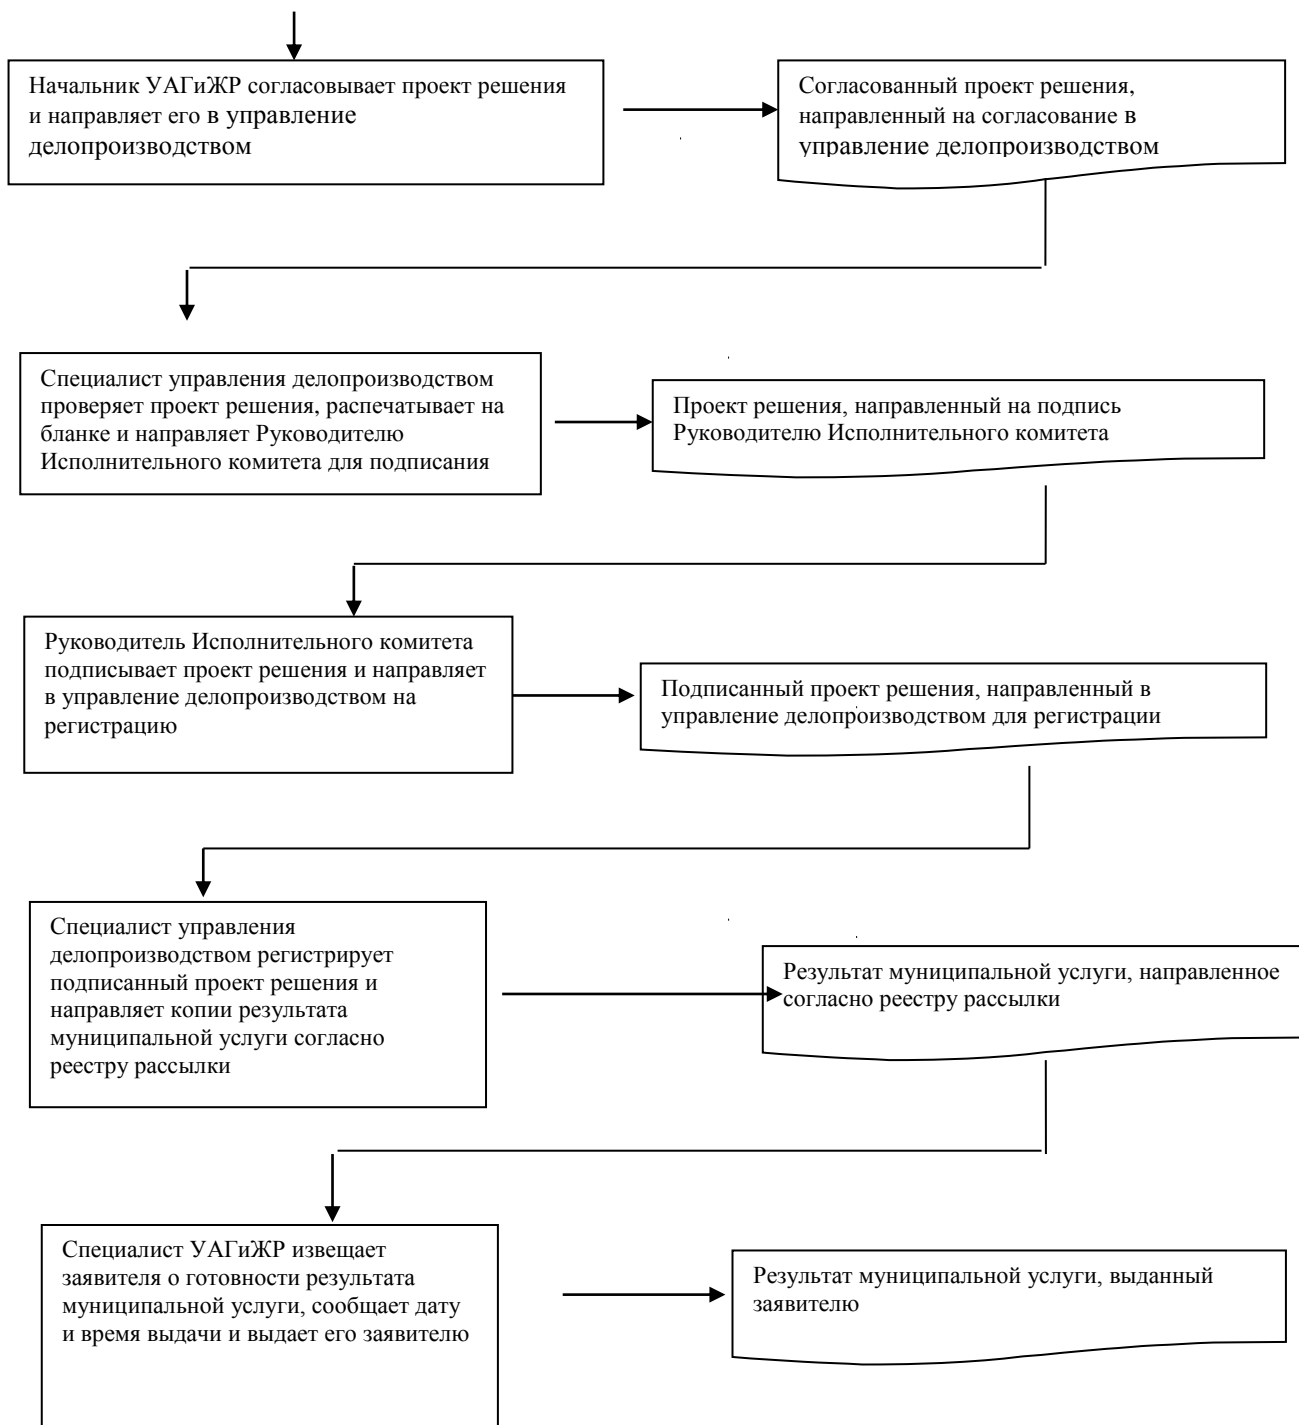 Начальник УАГиЖР согласовывает проект решения
и направляет его в управление
делопроизводством
Согласованный проект решения,
направленный на согласование в
управление делопроизводством
Специалист управления делопроизводством
проверяет проект решения, распечатывает на
бланке и направляет Руководителю
Исполнительного комитета для подписания
Проект решения, направленный на подпись
Руководителю Исполнительного комитета
Руководитель Исполнительного комитета
подписывает проект решения и направляет
в управление делопроизводством на
регистрацию
Подписанный проект решения, направленный в
управление делопроизводством для регистрации
Специалист управления
делопроизводством регистрирует
подписанный проект решения и
направляет копии результата
муниципальной услуги согласно
реестру рассылки
Результат муниципальной услуги, направленное
согласно реестру рассылки
Специалист УАГиЖР извещает
заявителя о готовности результата
муниципальной услуги, сообщает дату
и время выдачи и выдает его заявителю
Результат муниципальной услуги, выданный
заявителю